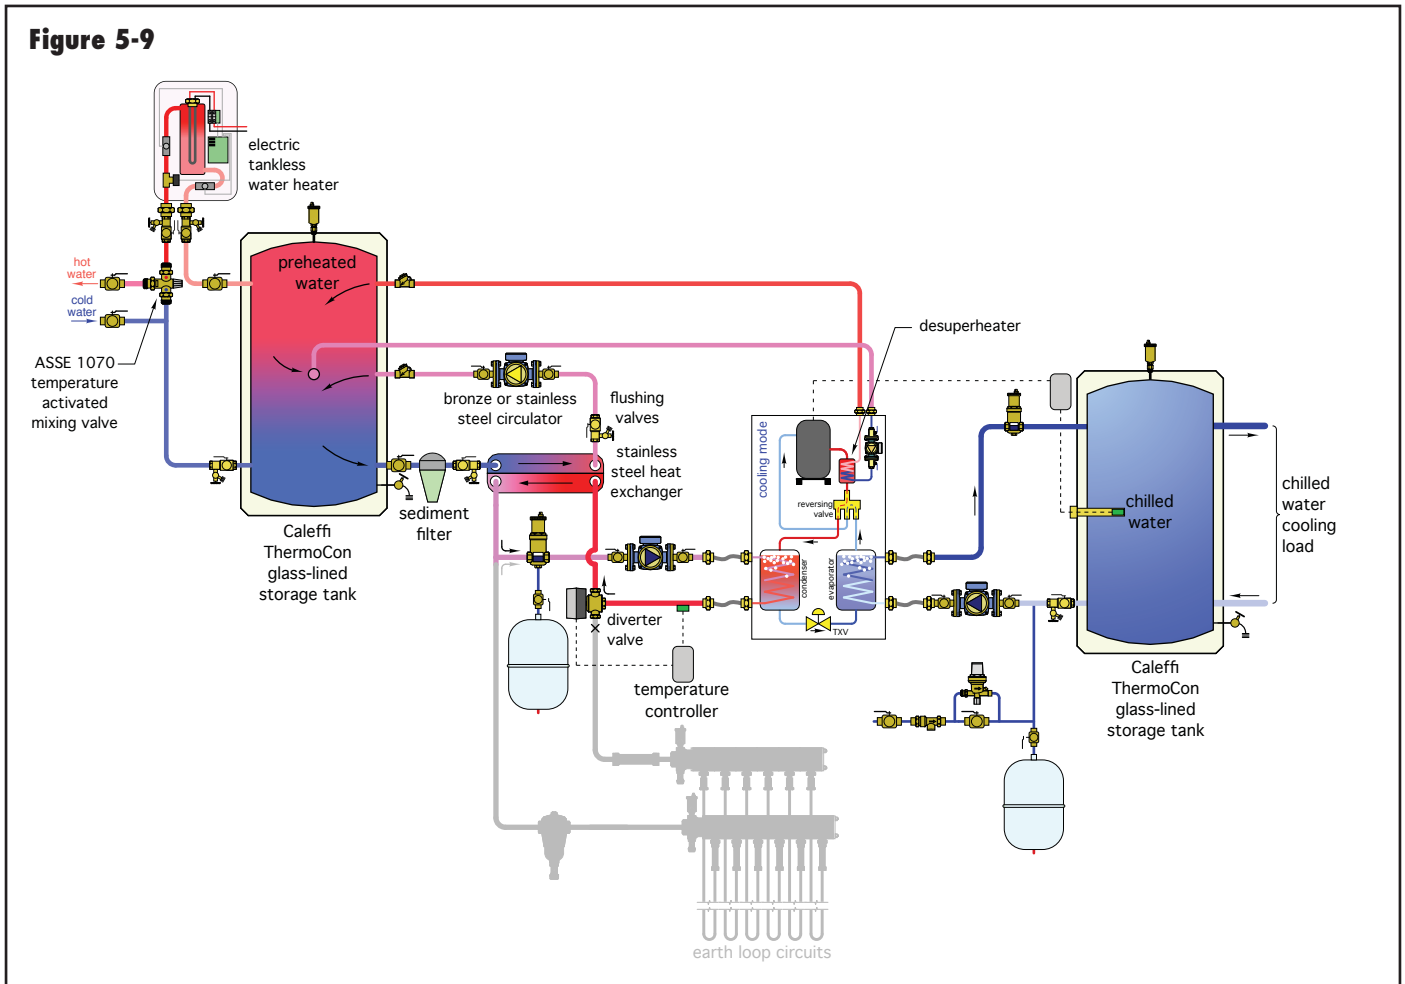 Figure 5-9
electric
tankless
water heater
hot
water
cold
water
ASSE 1070
temperature
activated
mixing valve
preheated
water
bronze or stainless
steel circulator
flushing
valves
stainless
steel heat
exchanger
sediment
filter
Caleffi
ThermoCon
glass-lined
storage tank
diverter
valve
temperature
controller
desuperheater
cooling mode
reversing
valve
condenser
evaporator
TXV
chilled
water
chilled
water
cooling
load
Caleffi
ThermoCon
glass-lined
storage tank
earth loop circuits